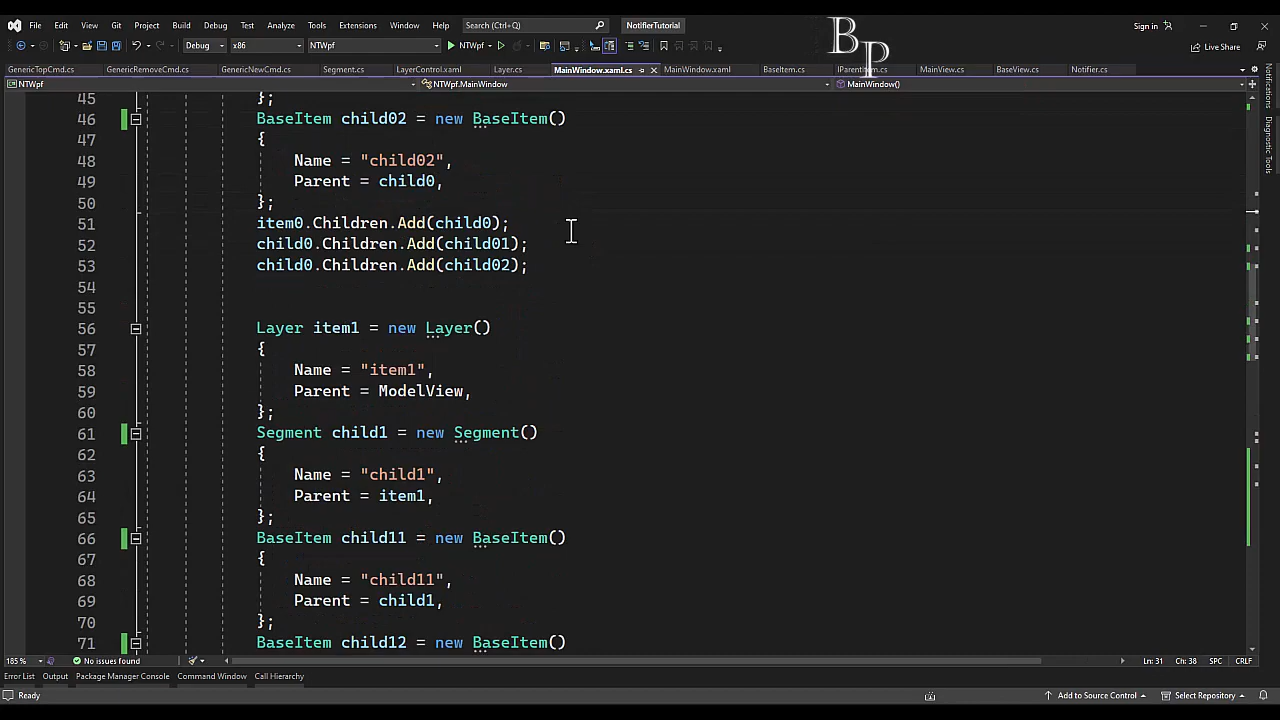 File Edit View Git Project Build Debug Test Analyze Tools Extensions Window Help Search (Ctrl+Q) NotifierTutorial Sign in
BP
Debug x86 NTWpf NTWpf Live Share
GenericTopCmd.cs GenericRemoveCmd.cs GenericNewCmd.cs Segment.cs LayerControl.xaml Layer.cs MainWindow.xaml.cs MainWindow.xaml BaseItem.cs IParentItem.cs MainView.cs BaseView.cs Notifier.cs
NTWpf NTWpf.MainWindow MainWindow()
45 };
46 BaseItem child02 = new BaseItem()
47 {
48 Name = "child02",
49 Parent = child0,
50 };
51 item0.Children.Add(child0);
52 child0.Children.Add(child01);
53 child0.Children.Add(child02);
54
55
56 Layer item1 = new Layer()
57 {
58 Name = "item1",
59 Parent = ModelView,
60 };
61 Segment child1 = new Segment()
62 {
63 Name = "child1",
64 Parent = item1,
65 };
66 BaseItem child11 = new BaseItem()
67 {
68 Name = "child11",
69 Parent = child1,
70 };
71 BaseItem child12 = new BaseItem()
Notifications
Diagnostic Tools
185 % No issues found Ln: 31 Ch: 38 SPC CRLF
Error List Output Package Manager Console Command Window Call Hierarchy
Ready Add to Source Control Select Repository